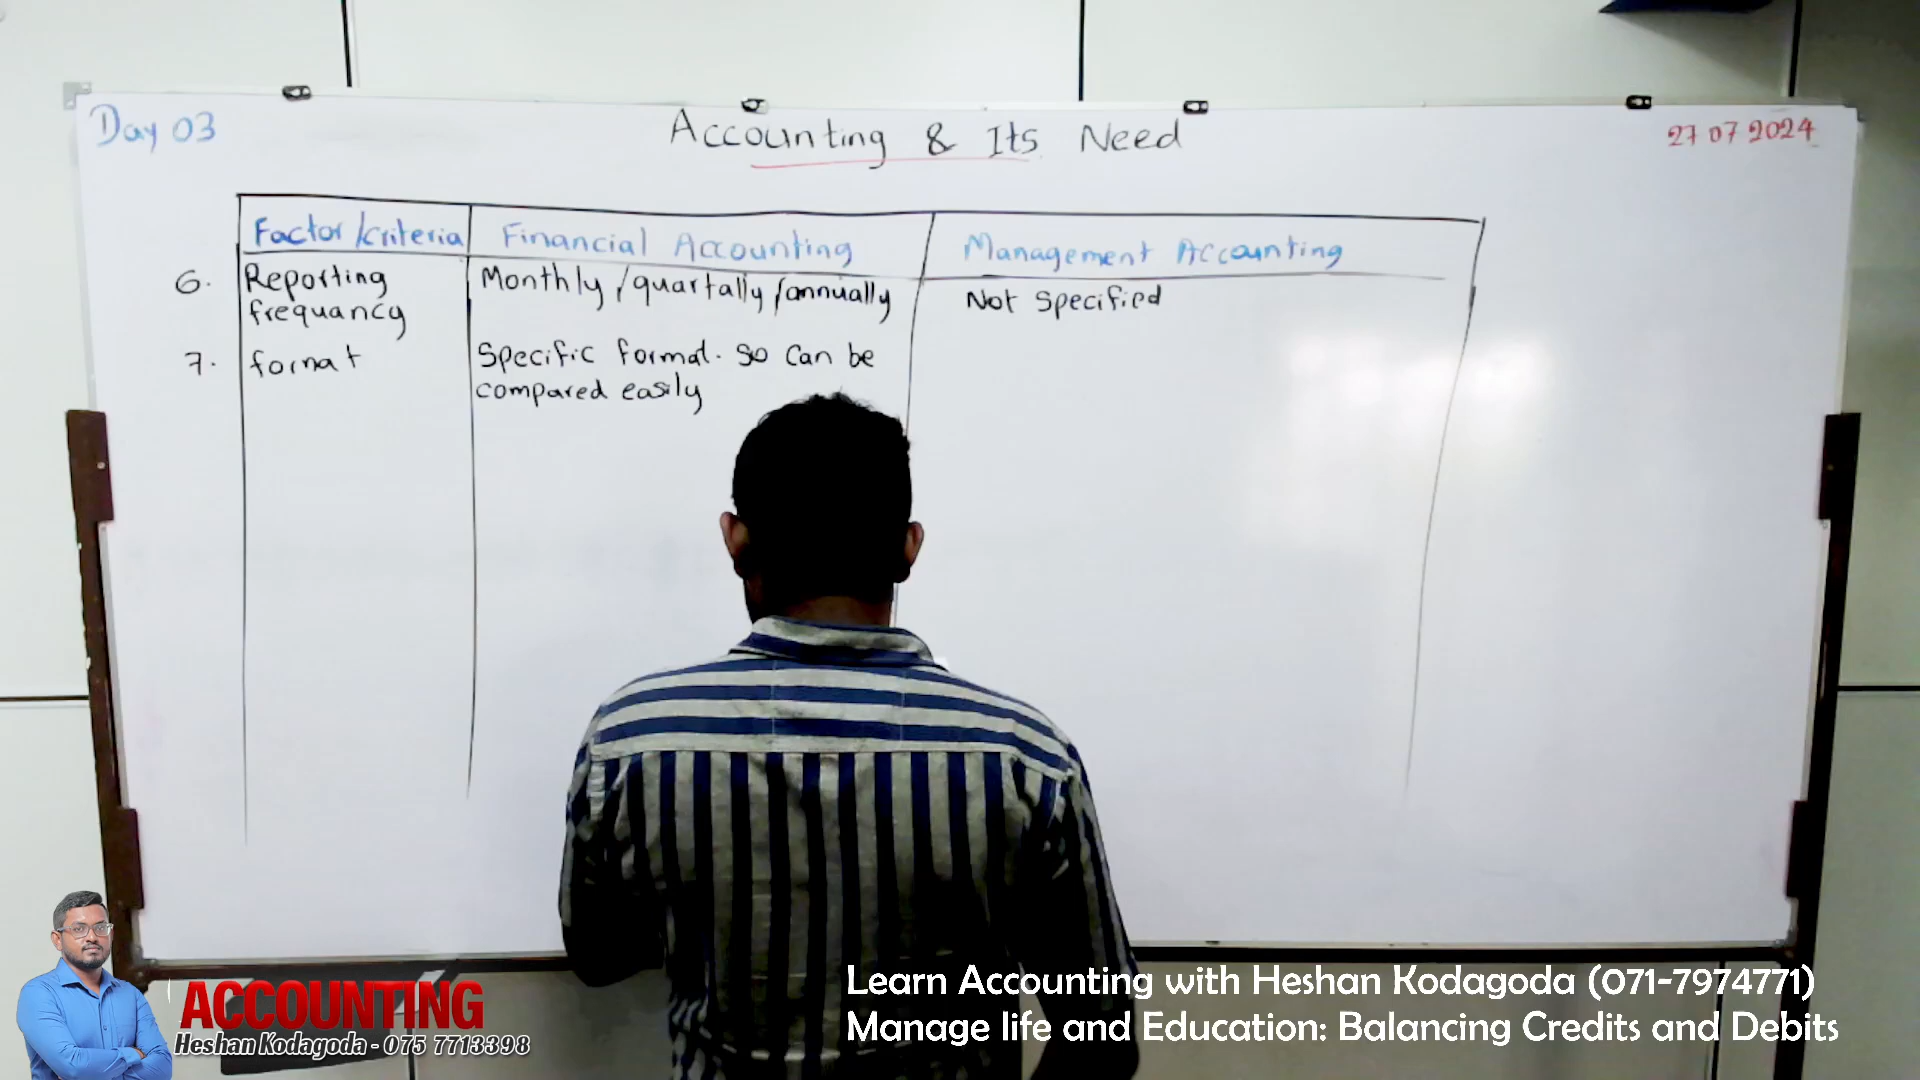 Day 03
Accounting & Its Need
27 07 2024
Factor/criteria
Financial Accounting
Management Accounting
6. Reporting frequancy
Monthly/quartally/annually
Not Specified
7. format
Specific format. So can be
compared easily
ACCOUNTING
Heshan Kodagoda - 075 7713398
Learn Accounting with Heshan Kodagoda (071-7974771)
Manage life and Education: Balancing Credits and Debits